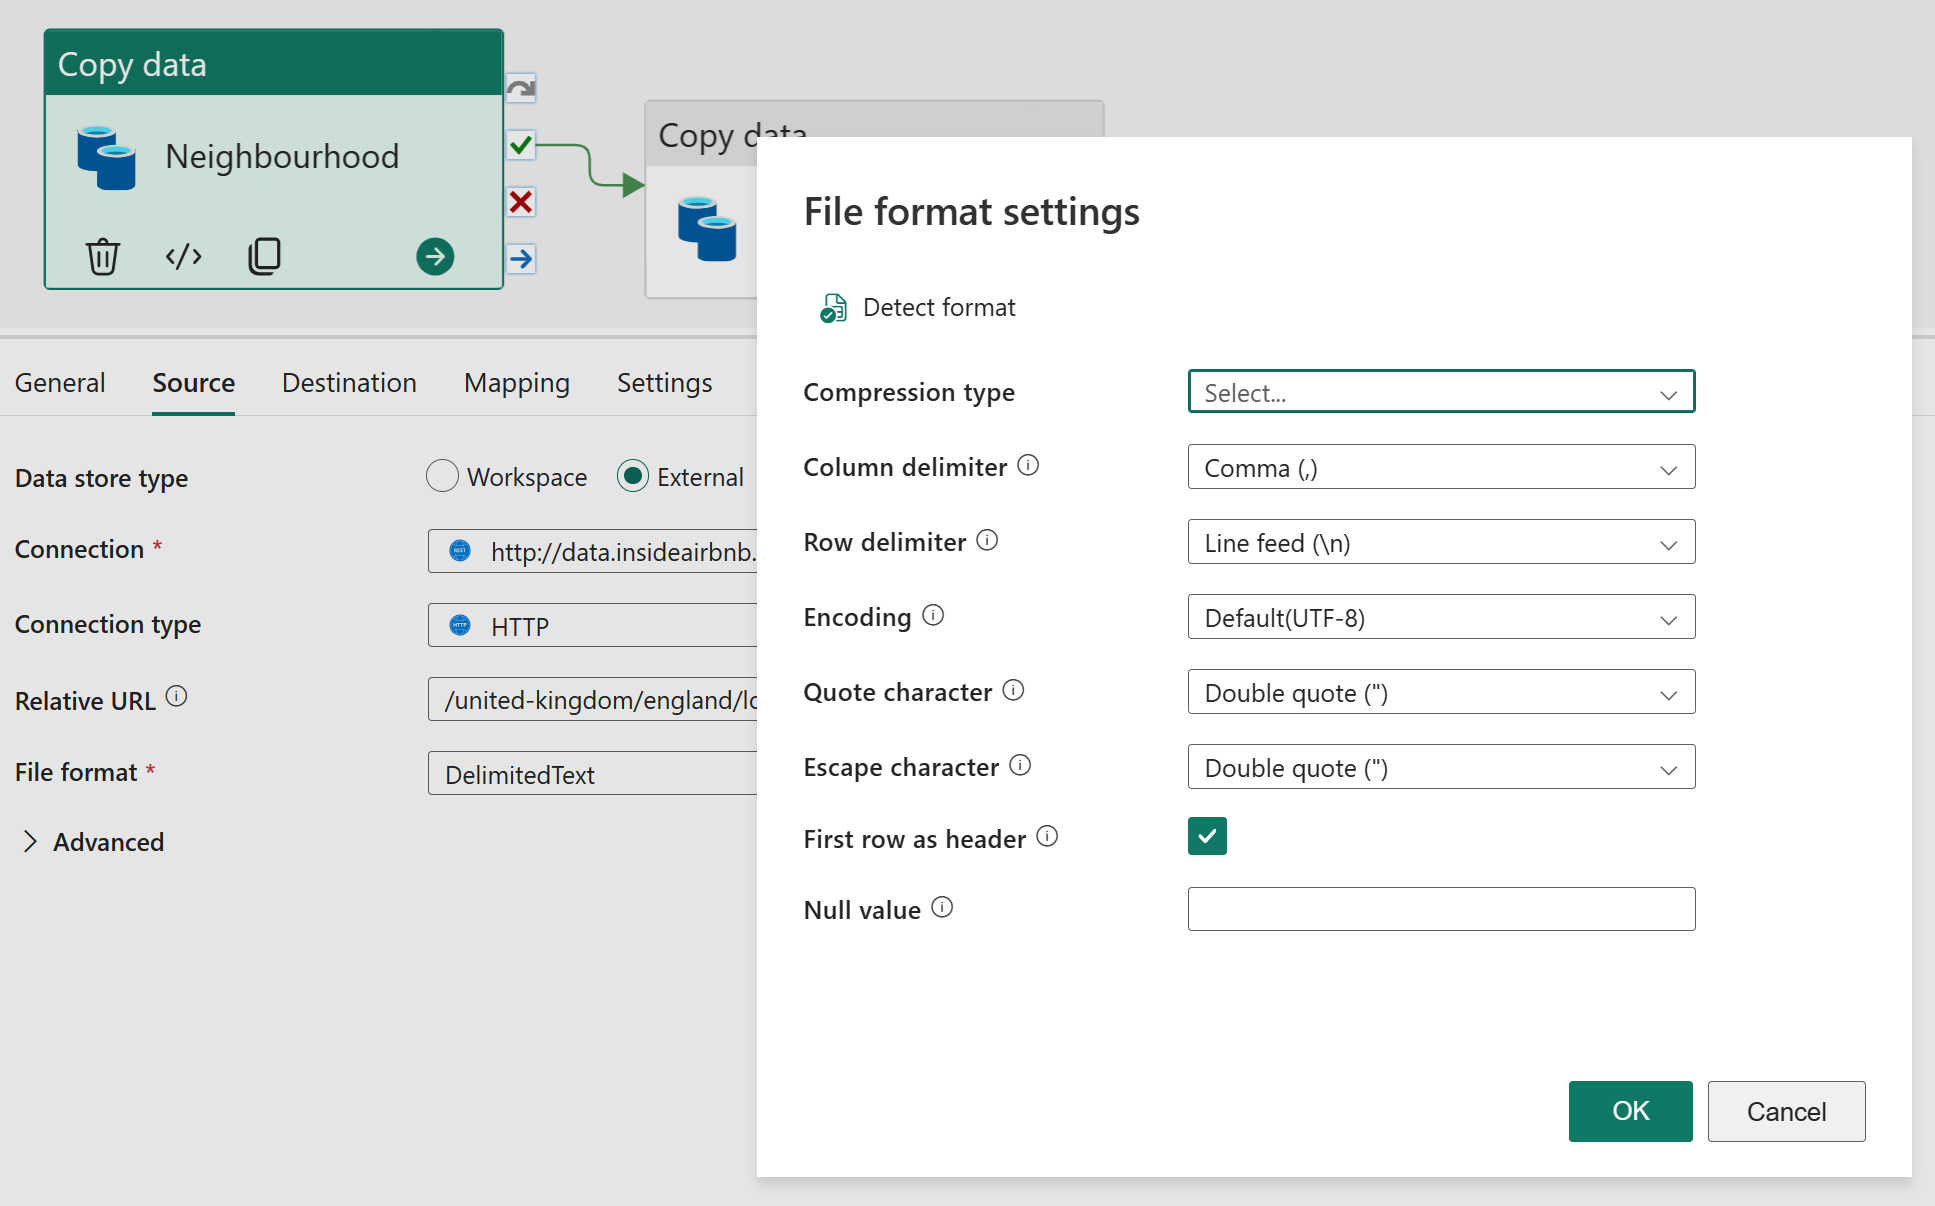 Copy data
Neighbourhood
</>
Copy data
General
Source
Destination
Mapping
Settings
Data store type
Workspace
External
Connection *
REST
http://data.insideairbnb.
Connection type
HTTP
HTTP
Relative URL
/united-kingdom/england/lo
File format *
DelimitedText
Advanced
File format settings
Detect format
Compression type
Select...
Column delimiter
Comma (,)
Row delimiter
Line feed (\n)
Encoding
Default(UTF-8)
Quote character
Double quote (")
Escape character
Double quote (")
First row as header
Null value
OK
Cancel